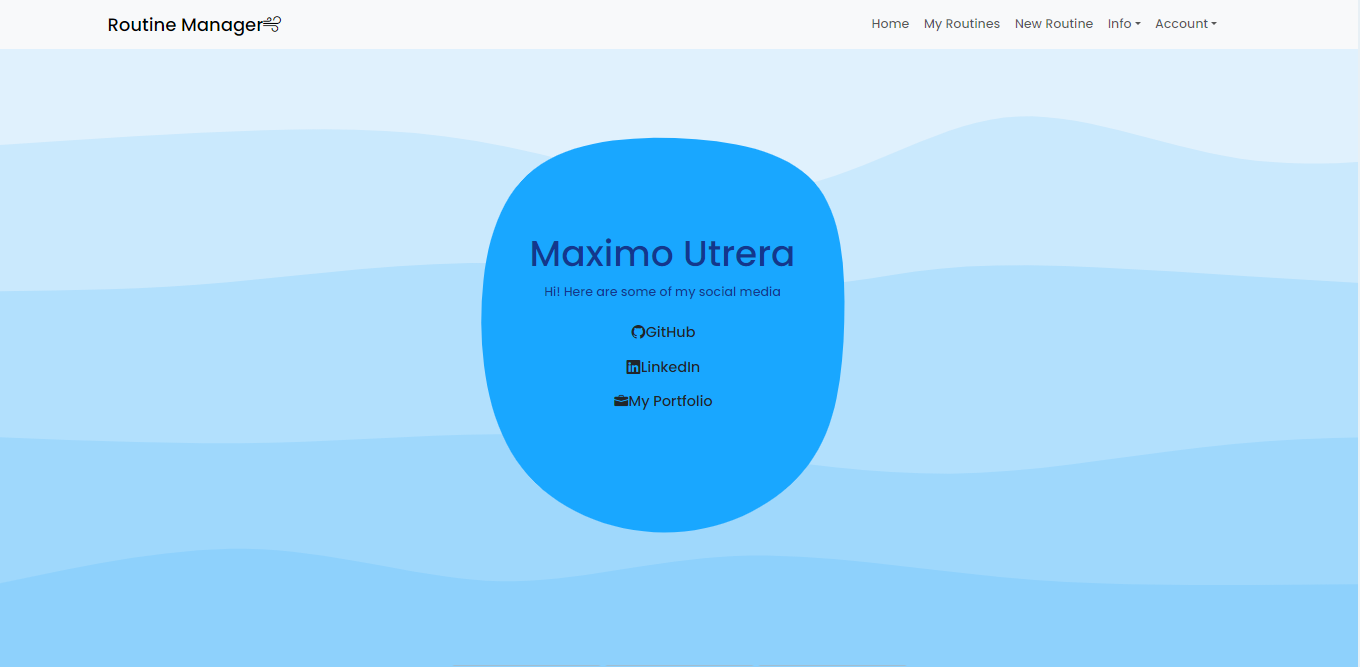 Routine Manager
Home My Routines New Routine Info Account
Maximo Utrera
Hi! Here are some of my social media
GitHub
LinkedIn
My Portfolio